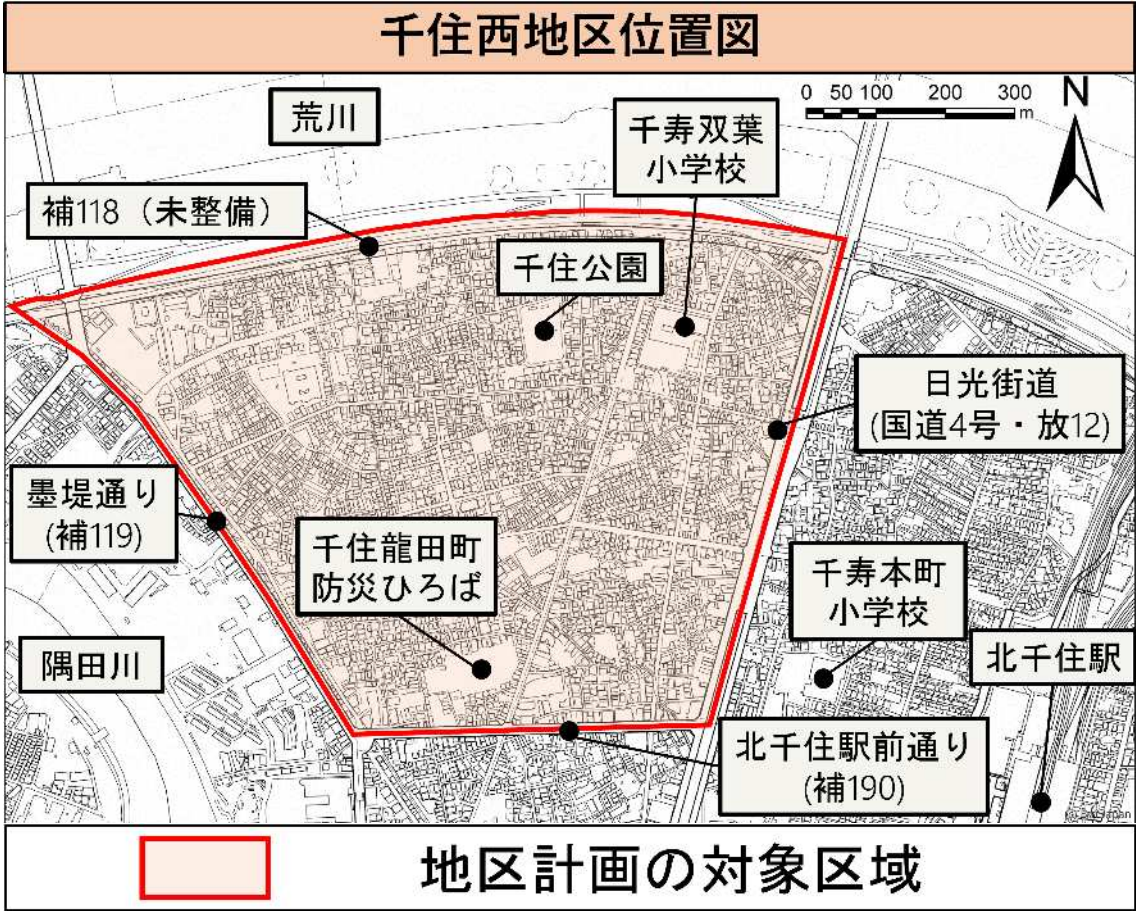 千住西地区位置図
荒川
0 50 100 200 300
m
N
千寿双葉
小学校
補118（未整備）
千住公園
日光街道
(国道4号・放12)
墨堤通り
(補119)
千住龍田町
防災ひろば
千寿本町
小学校
隅田川
北千住駅
北千住駅前通り
(補190)
地区計画の対象区域